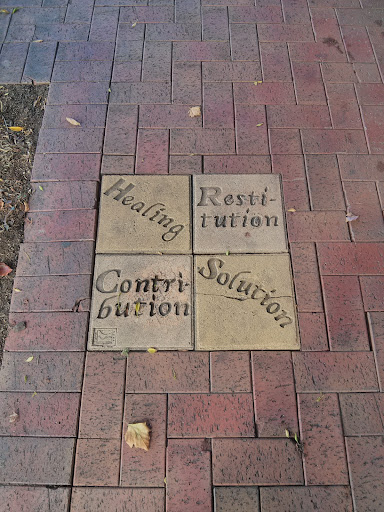 Healing
Resti-
tution
Contri-
bution
Solution